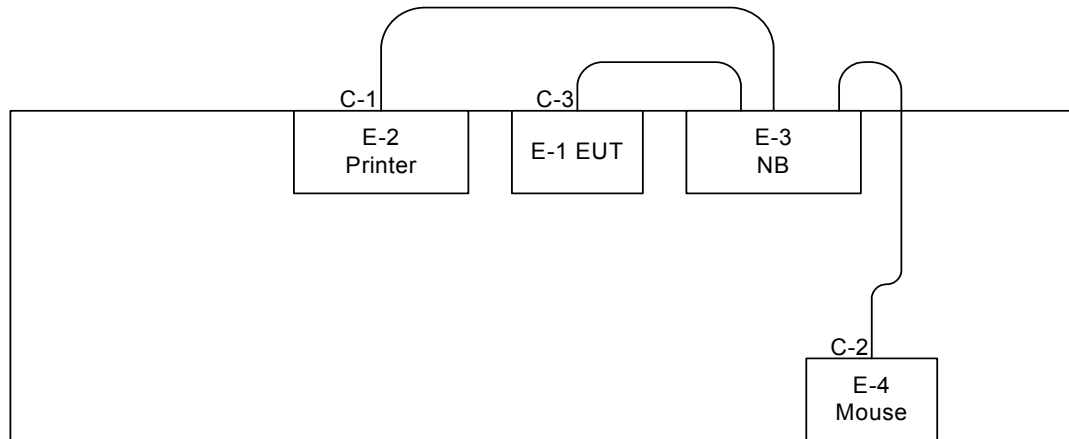 C-1
C-3
E-2
Printer
E-1 EUT
E-3
NB
C-2
E-4
Mouse